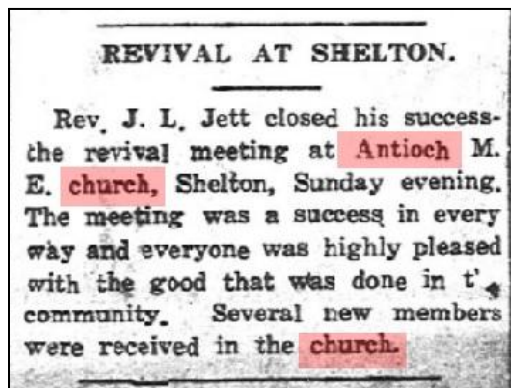 REVIVAL AT SHELTON.
Rev. J. L. Jett closed his success-
the revival meeting at Antioch M.
E. church, Shelton, Sunday evening.
The meeting was a success in every
way and everyone was highly pleased
with the good that was done in t'
community. Several new members
were received in the church.